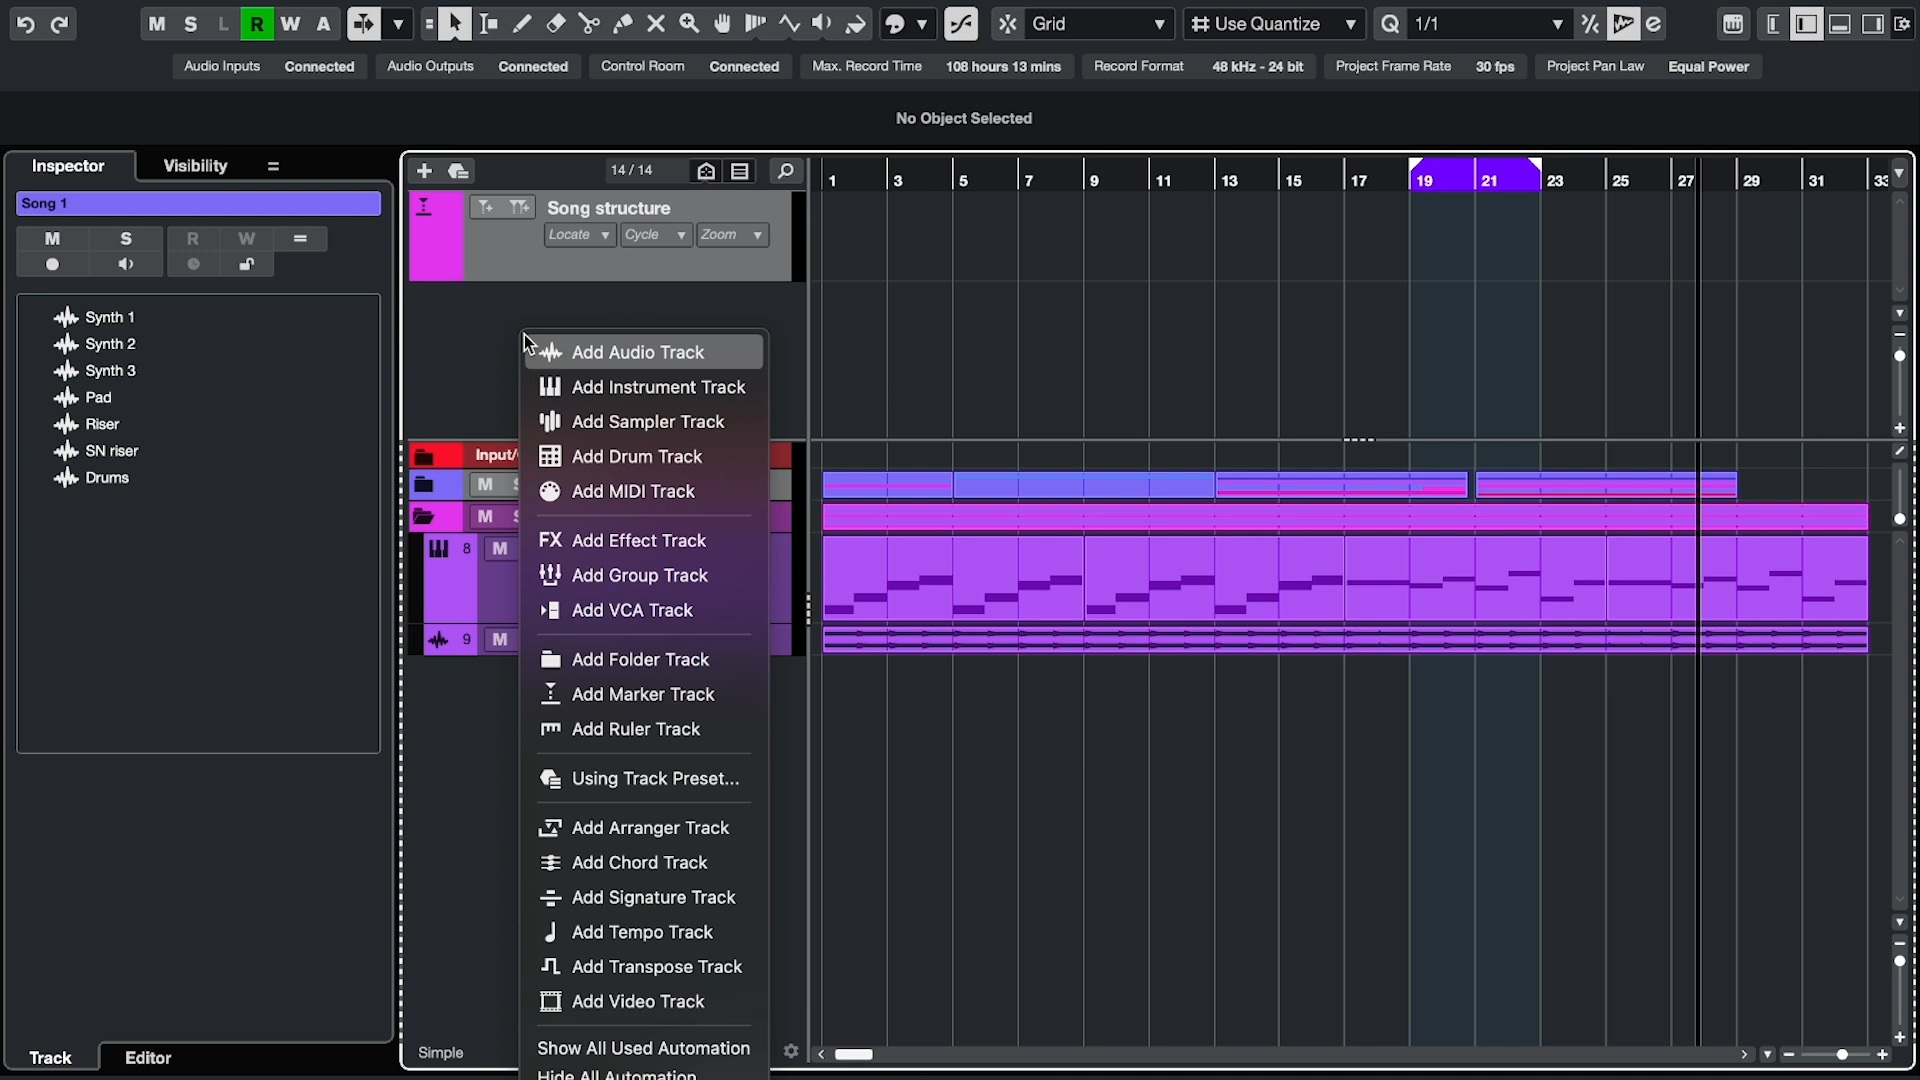 M S L R W A Grid Use Quantize Q 1/1 e
Audio Inputs Connected Audio Outputs Connected Control Room Connected Max. Record Time 108 hours 13 mins Record Format 48 kHz - 24 bit Project Frame Rate 30 fps Project Pan Law Equal Power
No Object Selected
Inspector Visibility
14 / 14
1 3 5 7 9 11 13 15 17 19 21 23 25 27 29 31 33
Song 1
M S R W
Song structure
Locate Cycle Zoom
Synth 1
Synth 2
Synth 3
Pad
Riser
SN riser
Drums
Add Audio Track
Add Instrument Track
Add Sampler Track
Add Drum Track
Add MIDI Track
FX Add Effect Track
Add Group Track
Add VCA Track
Add Folder Track
Add Marker Track
Add Ruler Track
Using Track Preset...
Add Arranger Track
Add Chord Track
Add Signature Track
Add Tempo Track
Add Transpose Track
Add Video Track
Show All Used Automation
Hide All Automation
Input/
M S
M S
8 M
9 M
Simple
Track Editor